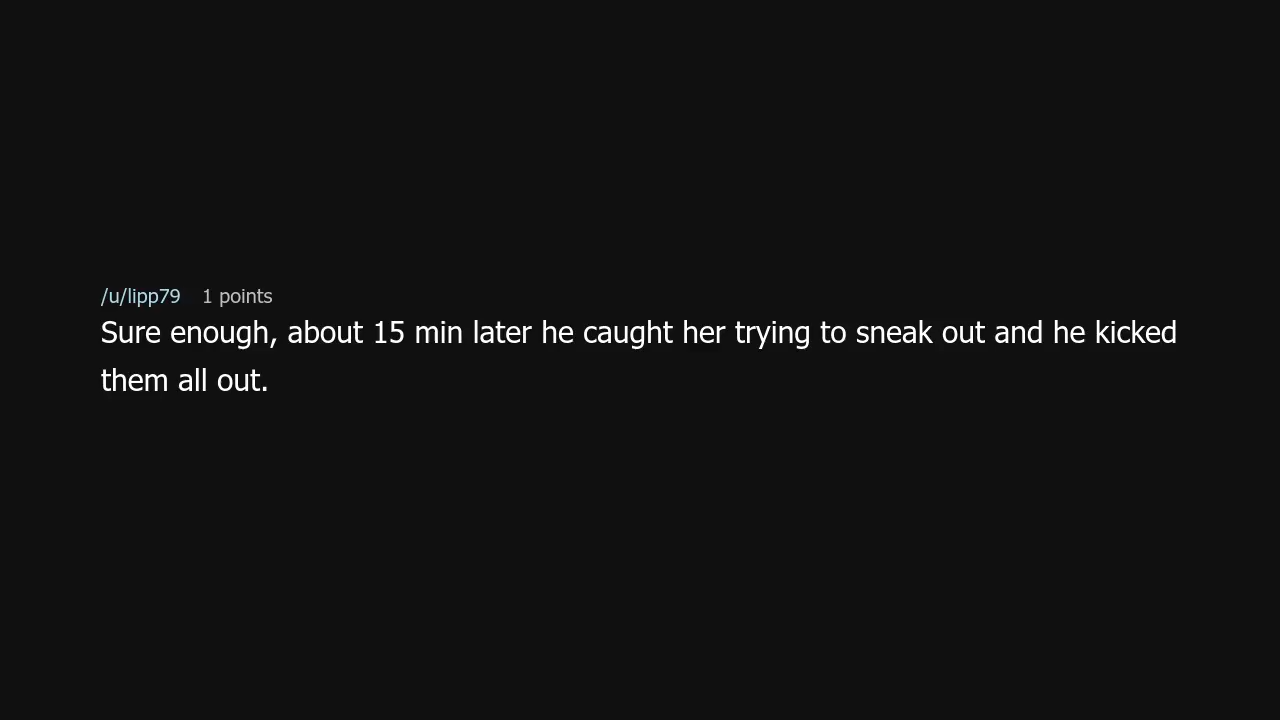 /u/lipp79 1 points
Sure enough, about 15 min later he caught her trying to sneak out and he kicked
them all out.